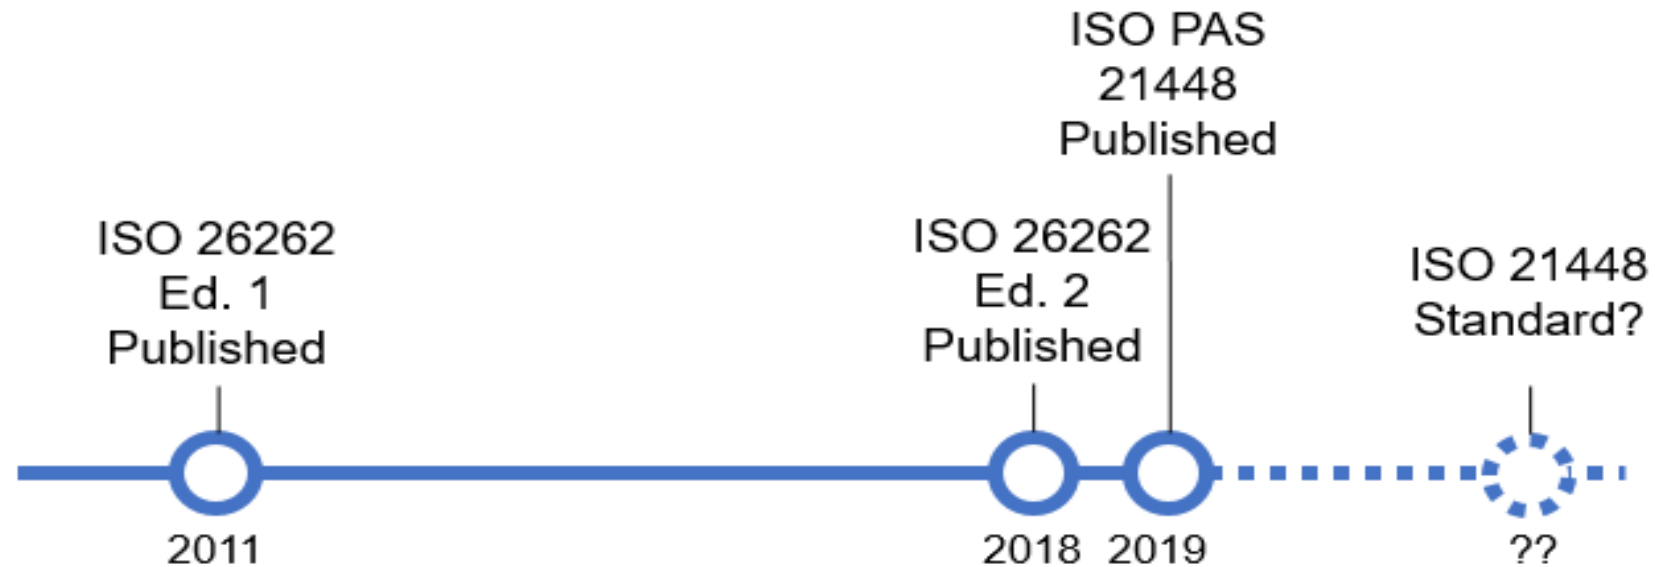 ISO 26262
Ed. 1
Published
ISO 26262
Ed. 2
Published
ISO PAS
21448
Published
ISO 21448
Standard?
2011
2018
2019
??